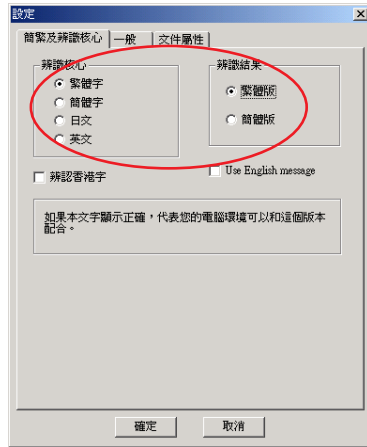 設定
簡繁及辨識核心 一般 文件屬性
辨識核心
繁體字
簡體字
日文
英文
辨識結果
繁體版
簡體版
辨認香港字
Use English message
如果本文字顯示正確，代表您的電腦環境可以和這個版本
配合。
確定 取消